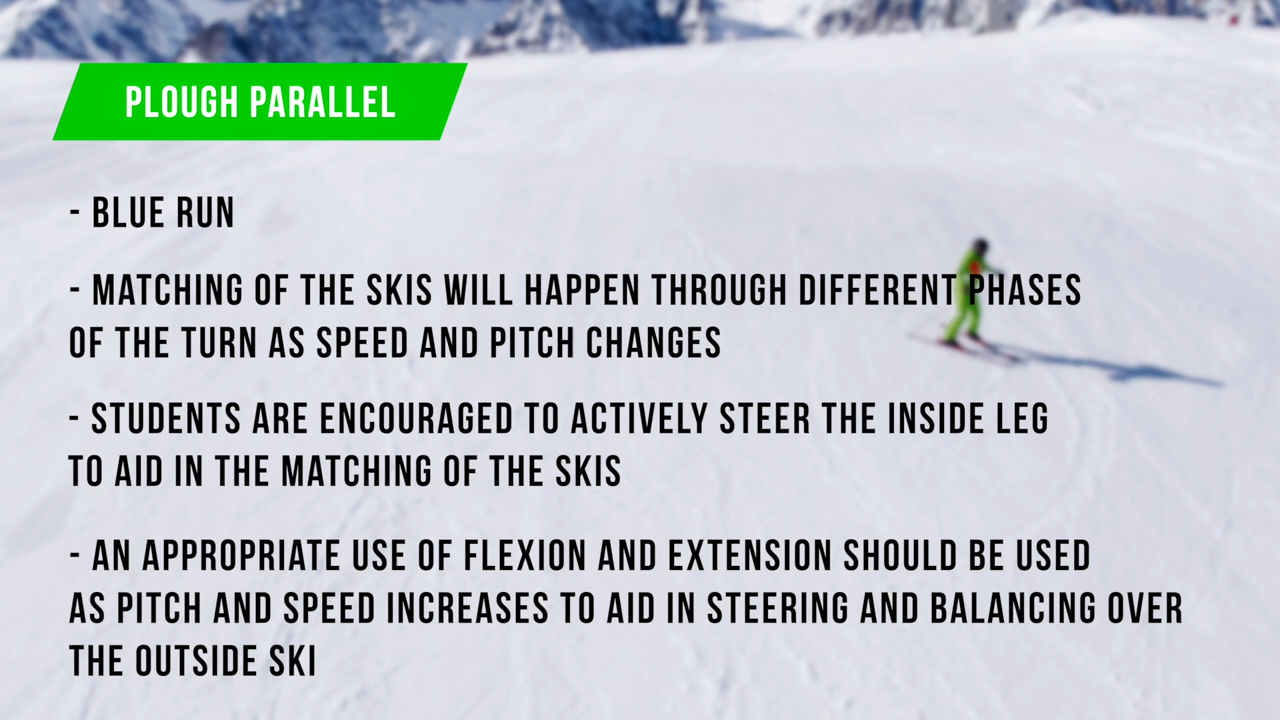 PLOUGH PARALLEL
- BLUE RUN
- MATCHING OF THE SKIS WILL HAPPEN THROUGH DIFFERENT PHASES
OF THE TURN AS SPEED AND PITCH CHANGES
- STUDENTS ARE ENCOURAGED TO ACTIVELY STEER THE INSIDE LEG
TO AID IN THE MATCHING OF THE SKIS
- AN APPROPRIATE USE OF FLEXION AND EXTENSION SHOULD BE USED
AS PITCH AND SPEED INCREASES TO AID IN STEERING AND BALANCING OVER
THE OUTSIDE SKI